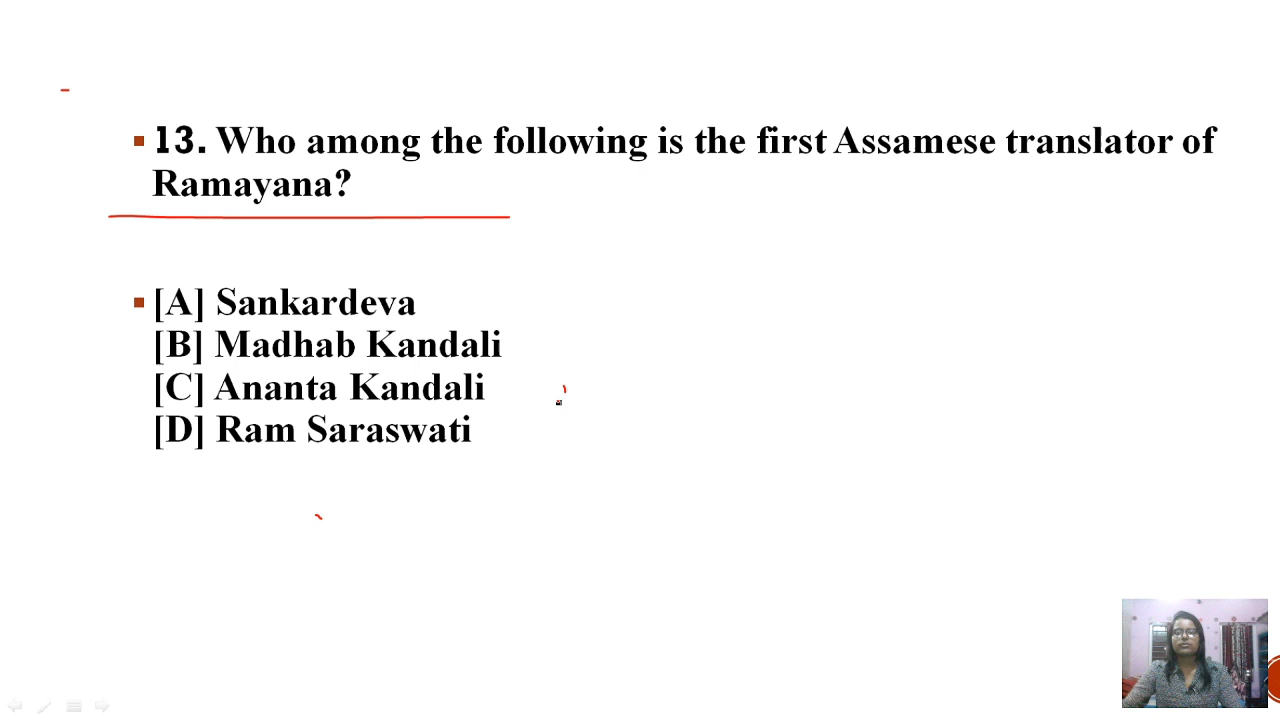 13. Who among the following is the first Assamese translator of
Ramayana?
[A] Sankardeva
[B] Madhab Kandali
[C] Ananta Kandali
[D] Ram Saraswati